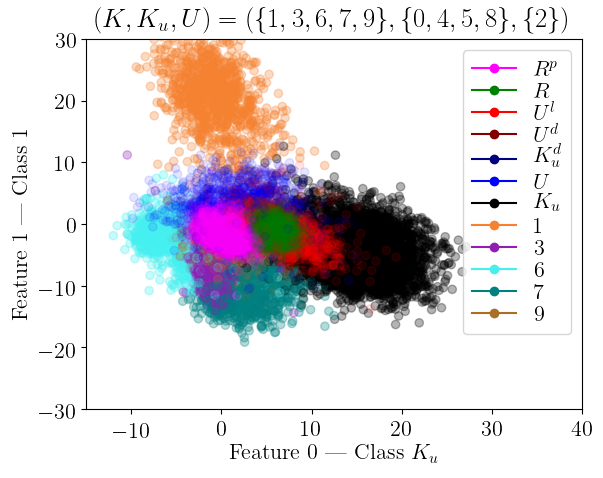 (K, K_u, U) = ({1, 3, 6, 7, 9}, {0, 4, 5, 8}, {2})
30
20
10
0
−10
−20
−30
Feature 1 — Class 1
R^p
R
U^l
U^d
K_u^d
U
K_u
1
3
6
7
9
−10
0
10
20
30
40
Feature 0 — Class K_u